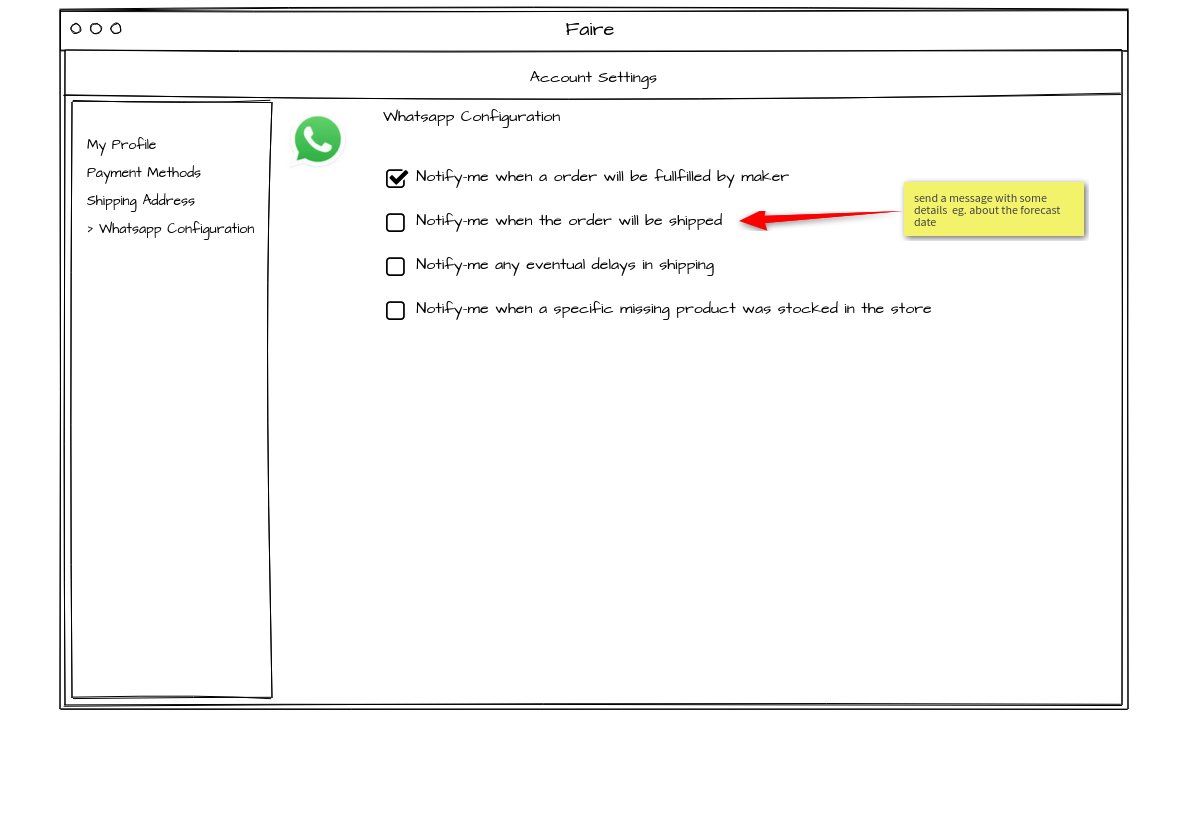 Faire
Account Settings
My Profile
Payment Methods
Shipping Address
> Whatsapp Configuration
Whatsapp Configuration
Notify-me when a order will be fullfilled by maker
Notify-me when the order will be shipped
Notify-me any eventual delays in shipping
Notify-me when a specific missing product was stocked in the store
send a message with some
details eg. about the forecast
date